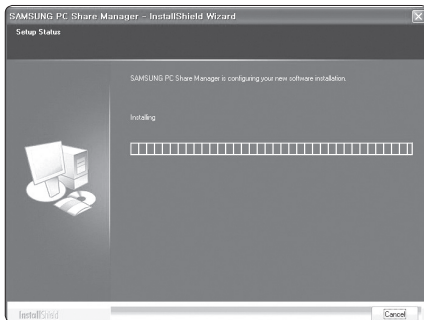 SAMSUNG PC Share Manager - InstallShield Wizard
Setup Status
SAMSUNG PC Share Manager is configuring your new software installation.
Installing
InstallShield
Cancel